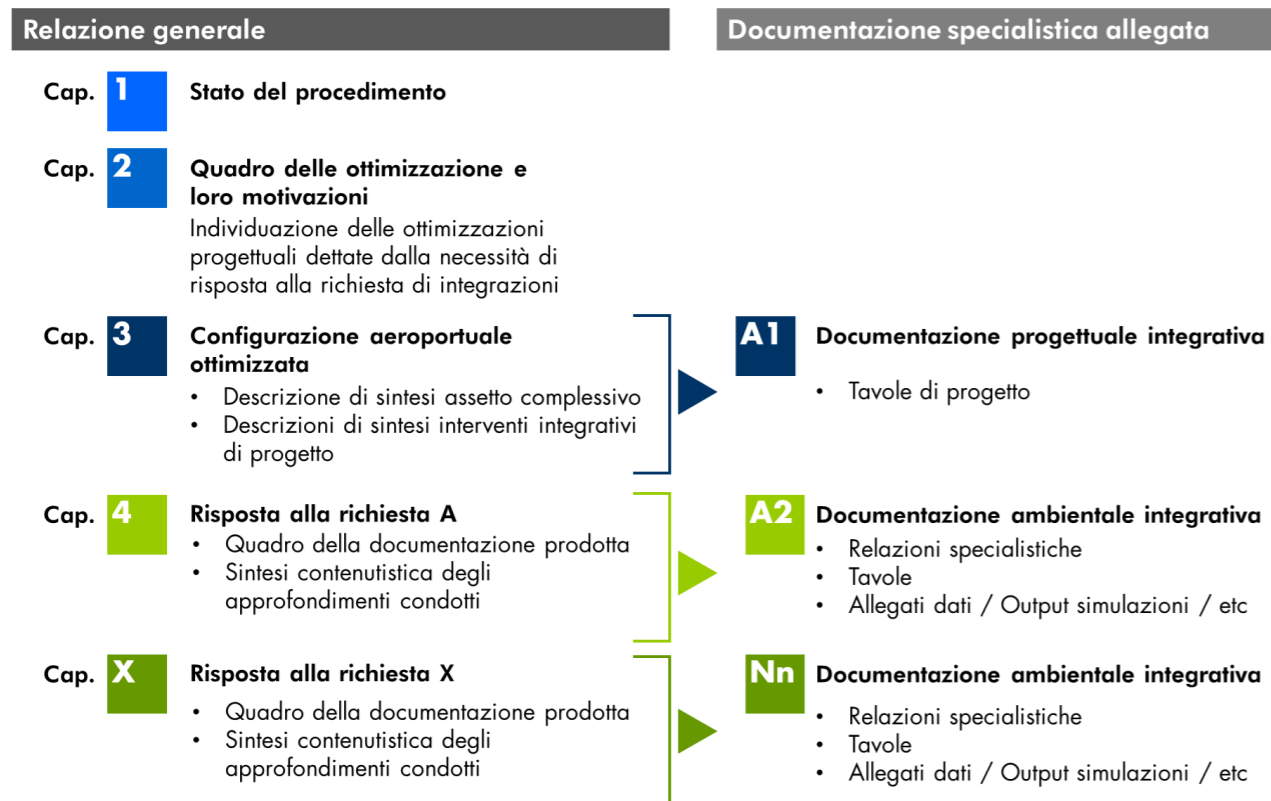 Relazione generale
Documentazione specialistica allegata
Cap. 1 Stato del procedimento
Cap. 2 Quadro delle ottimizzazione e
loro motivazioni
Individuazione delle ottimizzazioni
progettuali dettate dalla necessità di
risposta alla richiesta di integrazioni
Cap. 3 Configurazione aeroportuale
ottimizzata
• Descrizione di sintesi assetto complessivo
• Descrizioni di sintesi interventi integrativi
di progetto
A1 Documentazione progettuale integrativa
• Tavole di progetto
Cap. 4 Risposta alla richiesta A
• Quadro della documentazione prodotta
• Sintesi contenutistica degli
approfondimenti condotti
A2 Documentazione ambientale integrativa
• Relazioni specialistiche
• Tavole
• Allegati dati / Output simulazioni / etc
Cap. X Risposta alla richiesta X
• Quadro della documentazione prodotta
• Sintesi contenutistica degli
approfondimenti condotti
Nn Documentazione ambientale integrativa
• Relazioni specialistiche
• Tavole
• Allegati dati / Output simulazioni / etc